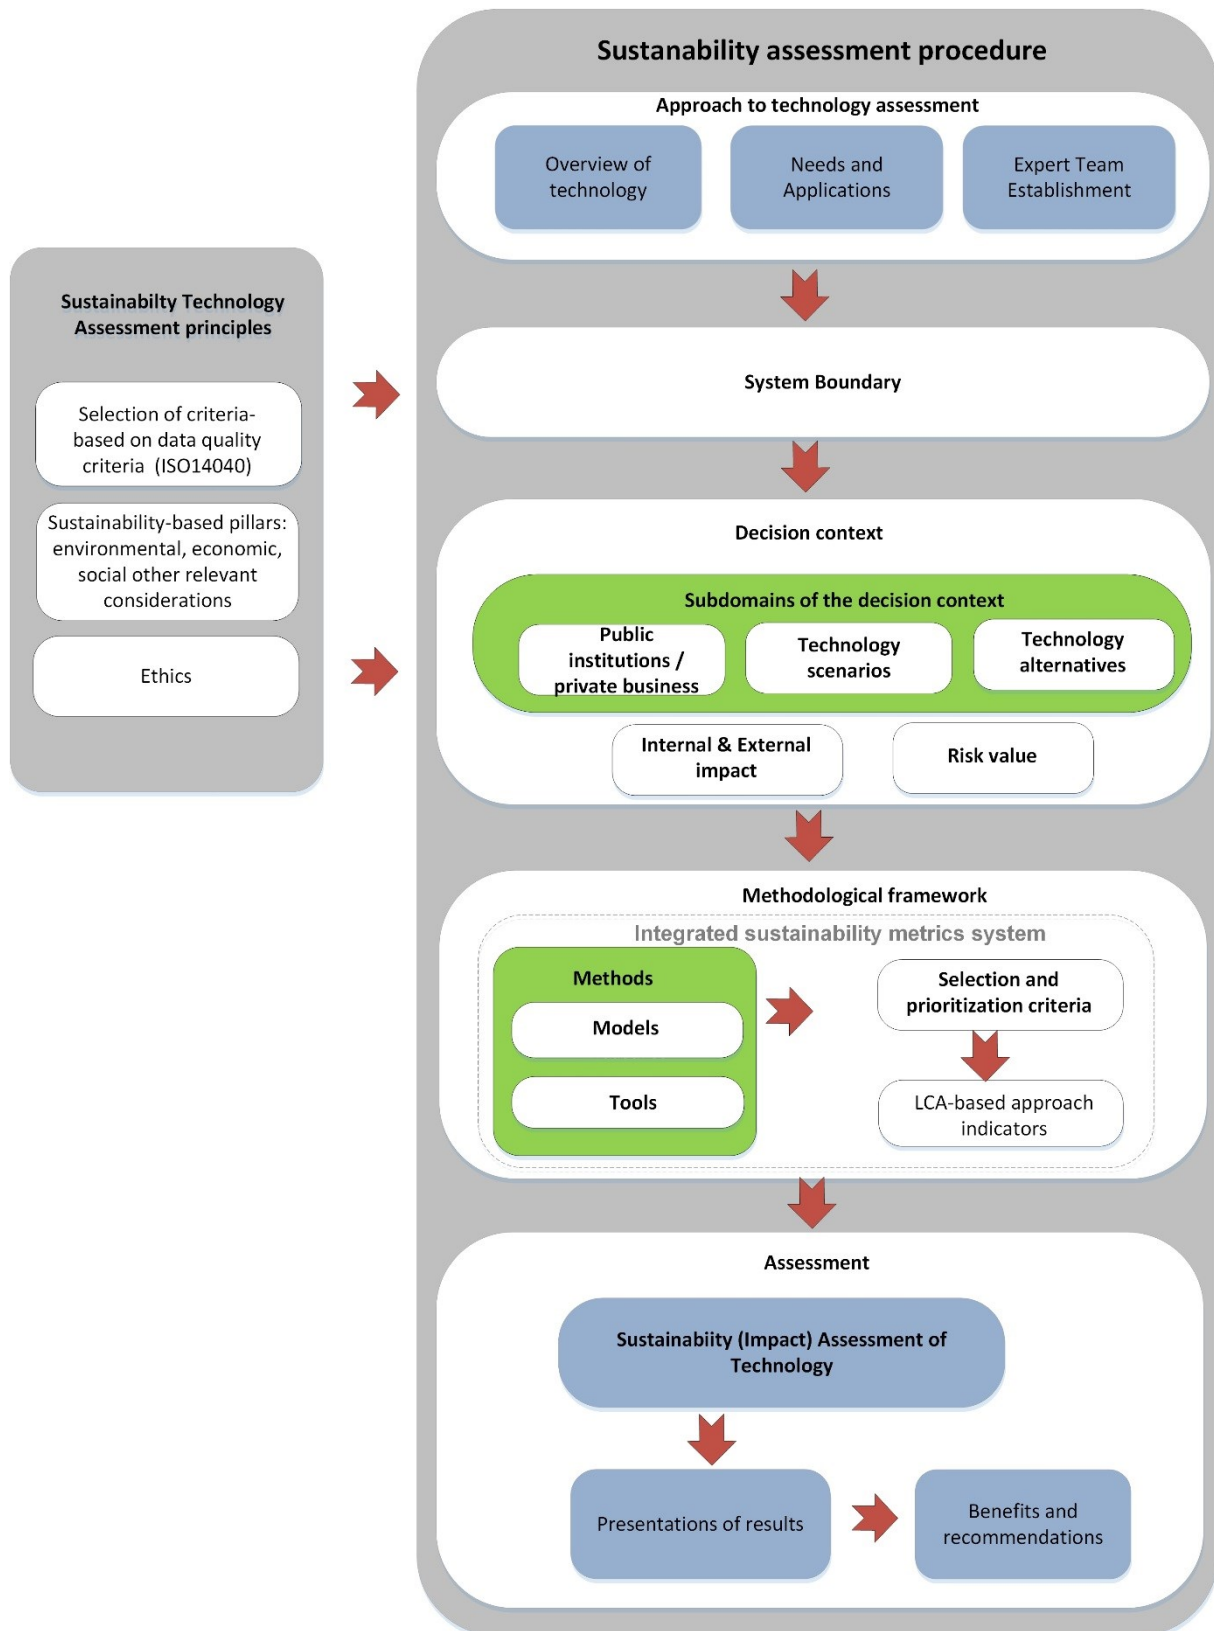 Sustanability assessment procedure
Approach to technology assessment
Overview of
technology
Needs and
Applications
Expert Team
Establishment
Sustainabilty Technology
Assessment principles
Selection of criteria-
based on data quality
criteria (ISO14040)
Sustainability-based pillars:
environmental, economic,
social other relevant
considerations
Ethics
System Boundary
Decision context
Subdomains of the decision context
Public
institutions /
private business
Technology
scenarios
Technology
alternatives
Internal & External
impact
Risk value
Methodological framework
Integrated sustainability metrics system
Methods
Models
Tools
Selection and
prioritization criteria
LCA-based approach
indicators
Assessment
Sustainabiity (Impact) Assessment of
Technology
Presentations of results
Benefits and
recommendations